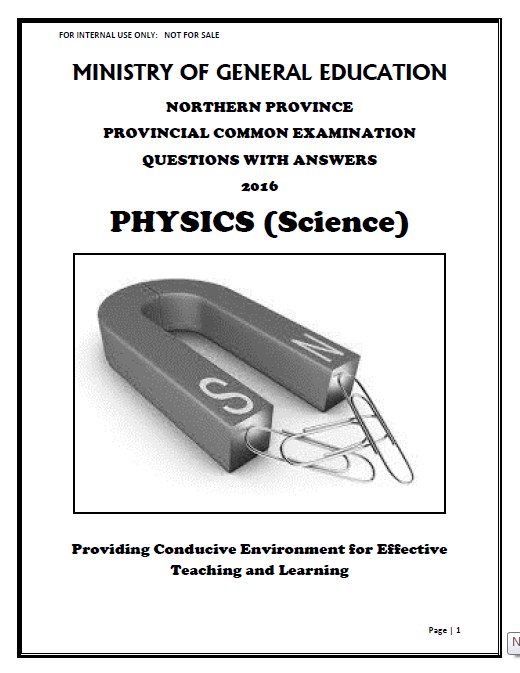 FOR INTERNAL USE ONLY: NOT FOR SALE
MINISTRY OF GENERAL EDUCATION
NORTHERN PROVINCE
PROVINCIAL COMMON EXAMINATION
QUESTIONS WITH ANSWERS
2016
PHYSICS (Science)
N
S
Providing Conducive Environment for Effective
Teaching and Learning
Page | 1
N